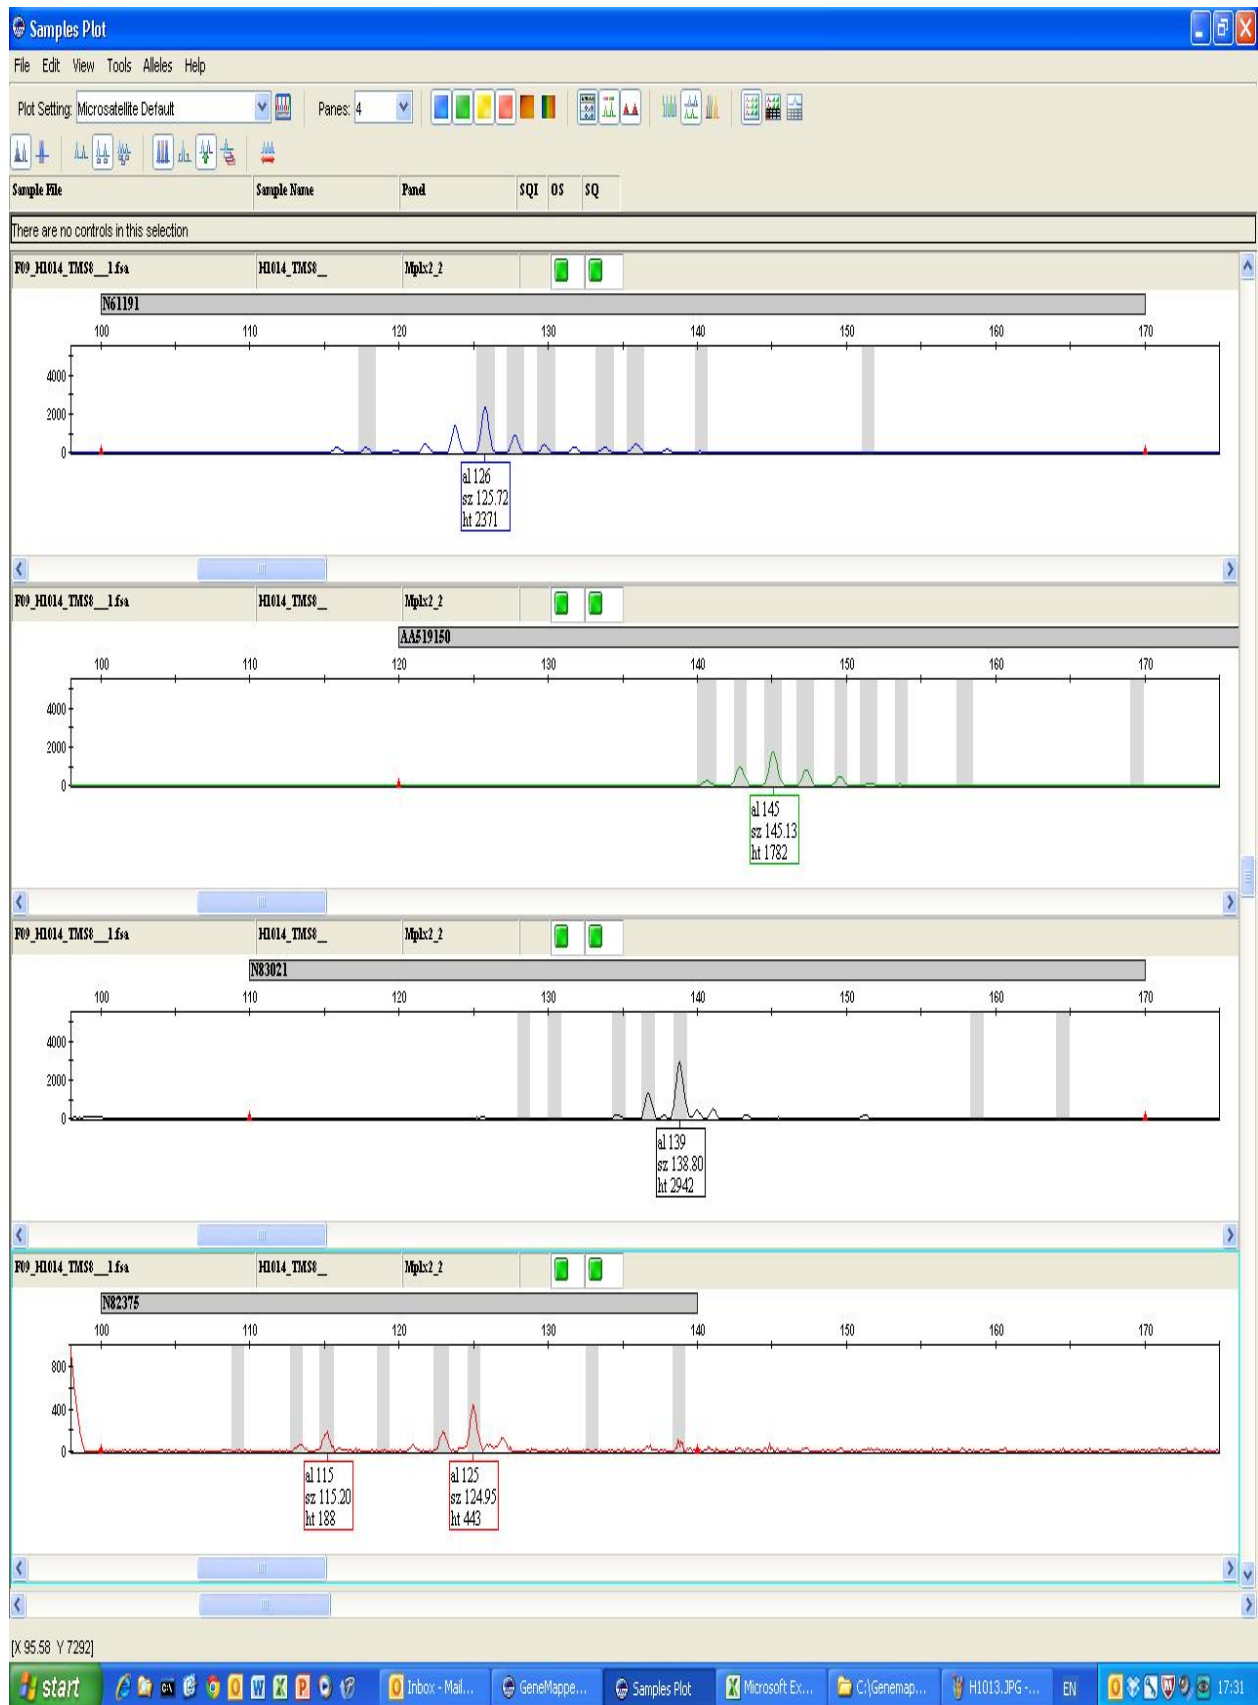 Samples Plot
File Edit View Tools Alleles Help
Plot Setting: Microsatellite Default Panes: 4
Sample File Sample Name Panel SQI OS SQ
There are no controls in this selection
F09_H1014_TMS8__1.fsa H1014_TMS8__ Mplx2_2
N61191
100 110 120 130 140 150 160 170
4000
2000
0
al 126
sz 125.72
ht 2371
F09_H1014_TMS8__1.fsa H1014_TMS8__ Mplx2_2
AA519150
100 110 120 130 140 150 160 170
4000
2000
0
al 145
sz 145.13
ht 1782
F09_H1014_TMS8__1.fsa H1014_TMS8__ Mplx2_2
N83021
100 110 120 130 140 150 160 170
4000
2000
0
al 139
sz 138.80
ht 2942
F09_H1014_TMS8__1.fsa H1014_TMS8__ Mplx2_2
N82375
100 110 120 130 140 150 160 170
800
400
0
al 115 al 125
sz 115.20 sz 124.95
ht 188 ht 443
[X 95.58 Y 7292]
start Inbox - Mail... GeneMappe... Samples Plot Microsoft Ex... C:\Genemap... H1013.JPG -... EN 17:31